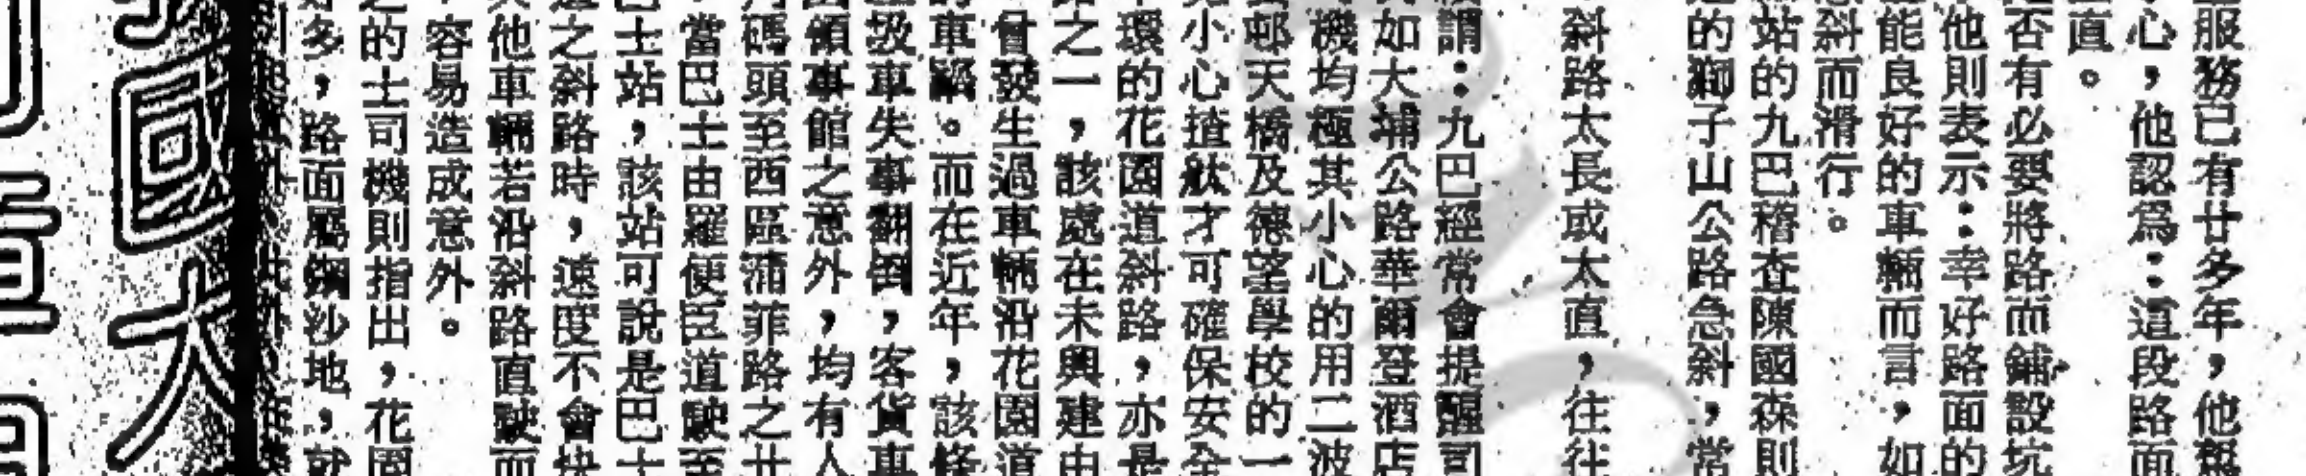 服務已有廿多年，他
心，他認爲：這段路面
直。
否有必要將路而鋪設坑
他則表示：幸好路面的
能良好的車輛而言，如
斜而滑行。
站的九巴稽查陳國森則
的獅子山公路急斜，常
斜路太長或太直，往往
謂：九巴經常會提醒司
如大埔公路華爾登酒店
機均極其小心的用二波
邨天橋及德望學校的一
小心揸軚才可確保安全
環的花園道斜路，亦是
之一，該處在未興建由
曾發生過車輛沿花園道
車禍。而在近年，該條
圾車失事翻倒，客貨車
領事館之意外，均有人
碼頭至西區蒲菲路之廿
當巴士由羅便臣道駛至
士站，該站可說是巴士
之斜路時，速度不會快
他車輛若沿斜路直駛而
容易造成意外。
的士司機則指出，花園
多，路面屬沙地，就
國大